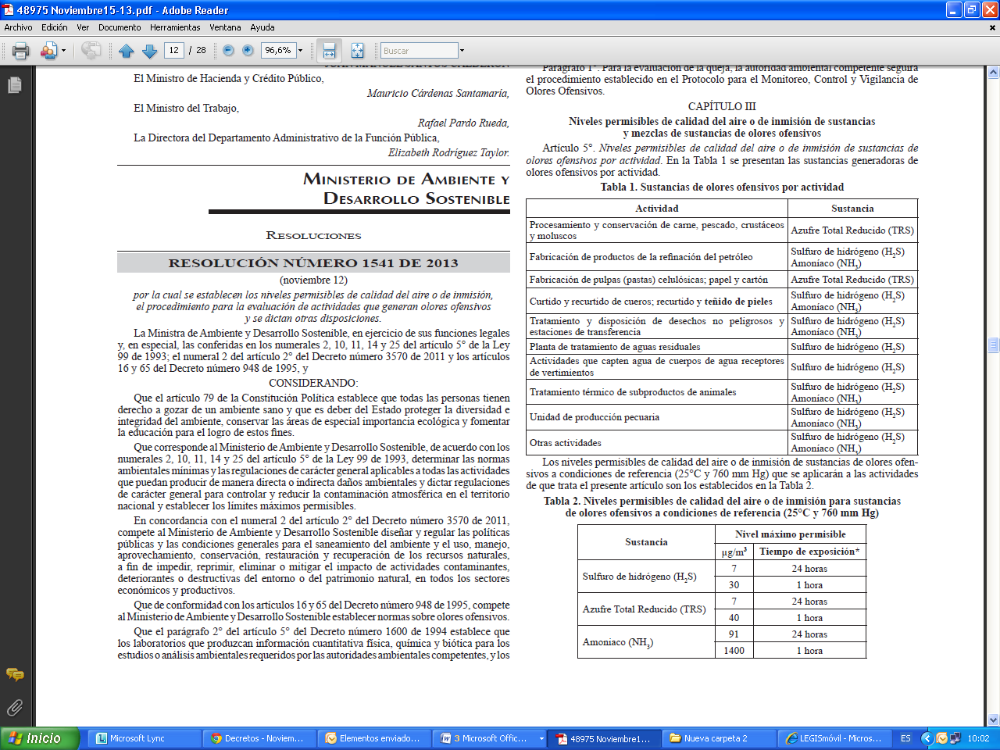 48975 Noviembre15-13.pdf - Adobe Reader
Archivo Edición Ver Documento Herramientas Ventana Ayuda
12 / 28 96,6% Buscar
JUAN MANUEL SANTOS CALDERÓN
El Ministro de Hacienda y Crédito Público,
Mauricio Cárdenas Santamaría,
El Ministro del Trabajo,
Rafael Pardo Rueda,
La Directora del Departamento Administrativo de la Función Pública,
Elizabeth Rodríguez Taylor.
MINISTERIO DE AMBIENTE Y
DESARROLLO SOSTENIBLE
RESOLUCIONES
RESOLUCIÓN NÚMERO 1541 DE 2013
(noviembre 12)
por la cual se establecen los niveles permisibles de calidad del aire o de inmisión,
el procedimiento para la evaluación de actividades que generan olores ofensivos
y se dictan otras disposiciones.
La Ministra de Ambiente y Desarrollo Sostenible, en ejercicio de sus funciones legales
y, en especial, las conferidas en los numerales 2, 10, 11, 14 y 25 del artículo 5° de la Ley
99 de 1993; el numeral 2 del artículo 2° del Decreto número 3570 de 2011 y los artículos
16 y 65 del Decreto número 948 de 1995, y
CONSIDERANDO:
Que el artículo 79 de la Constitución Política establece que todas las personas tienen
derecho a gozar de un ambiente sano y que es deber del Estado proteger la diversidad e
integridad del ambiente, conservar las áreas de especial importancia ecológica y fomentar
la educación para el logro de estos fines.
Que corresponde al Ministerio de Ambiente y Desarrollo Sostenible, de acuerdo con los
numerales 2, 10, 11, 14 y 25 del artículo 5° de la Ley 99 de 1993, determinar las normas
ambientales mínimas y las regulaciones de carácter general aplicables a todas las actividades
que puedan producir de manera directa o indirecta daños ambientales y dictar regulaciones
de carácter general para controlar y reducir la contaminación atmosférica en el territorio
nacional y establecer los límites máximos permisibles.
En concordancia con el numeral 2 del artículo 2° del Decreto número 3570 de 2011,
compete al Ministerio de Ambiente y Desarrollo Sostenible diseñar y regular las políticas
públicas y las condiciones generales para el saneamiento del ambiente y el uso, manejo,
aprovechamiento, conservación, restauración y recuperación de los recursos naturales,
a fin de impedir, reprimir, eliminar o mitigar el impacto de actividades contaminantes,
deteriorantes o destructivas del entorno o del patrimonio natural, en todos los sectores
económicos y productivos.
Que de conformidad con los artículos 16 y 65 del Decreto número 948 de 1995, compete
al Ministerio de Ambiente y Desarrollo Sostenible establecer normas sobre olores ofensivos.
Que el parágrafo 2° del artículo 5° del Decreto número 1600 de 1994 establece que
los laboratorios que produzcan información cuantitativa física, química y biótica para los
estudios o análisis ambientales requeridos por las autoridades ambientales competentes, y los
Parágrafo 1°. Para la evaluación de la queja, la autoridad ambiental competente seguirá
el procedimiento establecido en el Protocolo para el Monitoreo, Control y Vigilancia de
Olores Ofensivos.
CAPÍTULO III
Niveles permisibles de calidad del aire o de inmisión de sustancias
y mezclas de sustancias de olores ofensivos
Artículo 5°. Niveles permisibles de calidad del aire o de inmisión de sustancias de
olores ofensivos por actividad. En la Tabla 1 se presentan las sustancias generadoras de
olores ofensivos por actividad.
Tabla 1. Sustancias de olores ofensivos por actividad
Actividad Sustancia
Procesamiento y conservación de carne, pescado, crustáceos
y moluscos Azufre Total Reducido (TRS)
Fabricación de productos de la refinación del petróleo Sulfuro de hidrógeno (H2S)
Amoníaco (NH3)
Fabricación de pulpas (pastas) celulósicas; papel y cartón Azufre Total Reducido (TRS)
Curtido y recurtido de cueros; recurtido y teñido de pieles Sulfuro de hidrógeno (H2S)
Amoníaco (NH3)
Tratamiento y disposición de desechos no peligrosos y Sulfuro de hidrógeno (H2S)
estaciones de transferencia Amoníaco (NH3)
Planta de tratamiento de aguas residuales Sulfuro de hidrógeno (H2S)
Actividades que capten agua de cuerpos de agua receptores
de vertimientos Sulfuro de hidrógeno (H2S)
Tratamiento térmico de subproductos de animales Sulfuro de hidrógeno (H2S)
Amoníaco (NH3)
Unidad de producción pecuaria Sulfuro de hidrógeno (H2S)
Amoníaco (NH3)
Otras actividades Sulfuro de hidrógeno (H2S)
Amoníaco (NH3)
Los niveles permisibles de calidad del aire o de inmisión de sustancias de olores ofen-
sivos a condiciones de referencia (25°C y 760 mm Hg) que se aplicarán a las actividades
de que trata el presente artículo son los establecidos en la Tabla 2.
Tabla 2. Niveles permisibles de calidad del aire o de inmisión para sustancias
de olores ofensivos a condiciones de referencia (25°C y 760 mm Hg)
Sustancia Nivel máximo permisible
µg/m³ Tiempo de exposición*
Sulfuro de hidrógeno (H2S) 7 24 horas
30 1 hora
Azufre Total Reducido (TRS) 7 24 horas
40 1 hora
Amoniaco (NH3) 91 24 horas
1400 1 hora
Inicio Microsoft Lync Decretos - Noviem... Elementos enviado... 3 Microsoft Offic... 48975 Noviembre1... Nueva carpeta 2 LEGISmóvil - Micros... ES 10:02